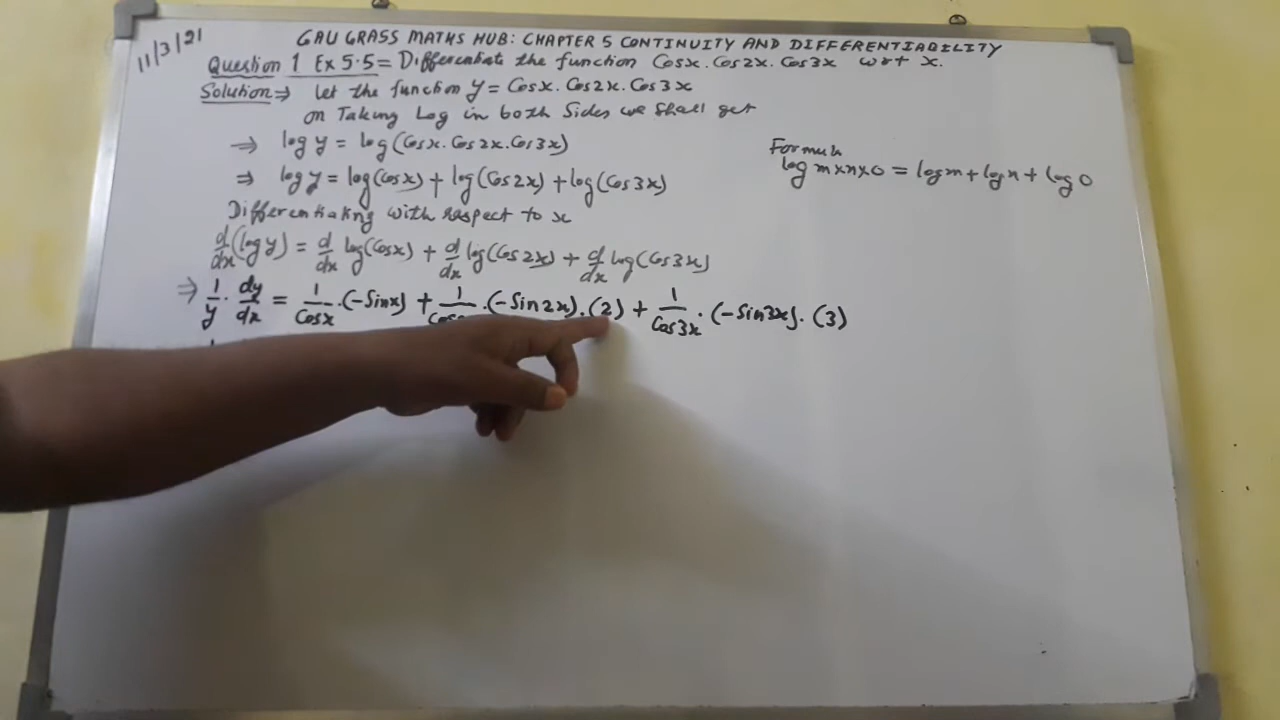 11/3/21
GAU GRASS MATHS HUB: CHAPTER 5 CONTINUITY AND DIFFERENTIABILITY
Question 1 Ex 5.5 = Differentiate the function Cosx. Cos2x. Cos3x wrt x.
Solution ⇒ Let the function y = Cosx. Cos2x. Cos3x
on Taking Log in both Sides we shall get
⇒ log y = log(Cosx. Cos2x. Cos3x)
Formula
log m×n×o = logm + logn + log o
⇒ log y = log(Cosx) + log(Cos2x) + log(Cos3x)
Differentiating with respect to x
d/dx (log y) = d/dx log(Cosx) + d/dx log(Cos2x) + d/dx log(Cos3x)
⇒ 1/y . dy/dx = 1/Cosx .(-Sinx) + 1/Cos .(-Sin2x).(2) + 1/Cos3x . (-Sin3x). (3)